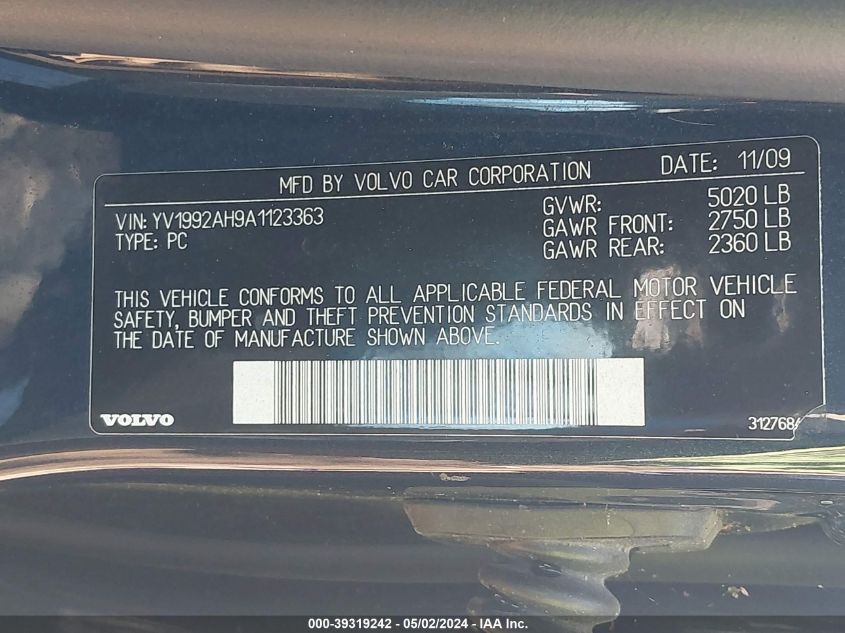 MFD BY VOLVO CAR CORPORATION DATE: 11/09
VIN: YV1992AH9A1123363 GVWR: 5020 LB
TYPE: PC GAWR FRONT: 2750 LB
GAWR REAR: 2360 LB
THIS VEHICLE CONFORMS TO ALL APPLICABLE FEDERAL MOTOR VEHICLE
SAFETY, BUMPER AND THEFT PREVENTION STANDARDS IN EFFECT ON
THE DATE OF MANUFACTURE SHOWN ABOVE.
VOLVO
000-39319242 - 05/02/2024 - IAA Inc.